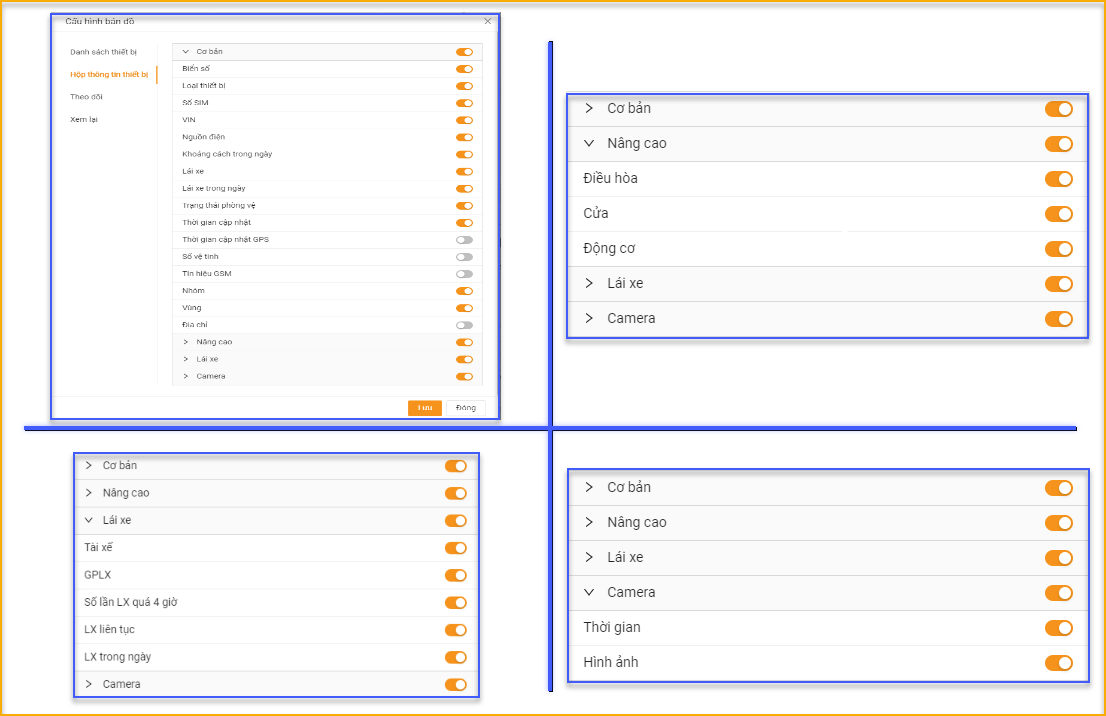 Cấu hình bản đồ
Danh sách thiết bị
Hộp thông tin thiết bị
Theo dõi
Xem lại
Cơ bản
Biển số
Loại thiết bị
Số SIM
VIN
Nguồn điện
Khoảng cách trong ngày
Lái xe
Lái xe trong ngày
Trạng thái phòng vệ
Thời gian cập nhật
Thời gian cập nhật GPS
Số vệ tinh
Tín hiệu GSM
Nhóm
Vùng
Địa chỉ
Nâng cao
Lái xe
Camera
Lưu
Đóng
Cơ bản
Nâng cao
Điều hòa
Cửa
Động cơ
Lái xe
Camera
Cơ bản
Nâng cao
Lái xe
Tài xế
GPLX
Số lần LX quá 4 giờ
LX liên tục
LX trong ngày
Camera
Cơ bản
Nâng cao
Lái xe
Camera
Thời gian
Hình ảnh